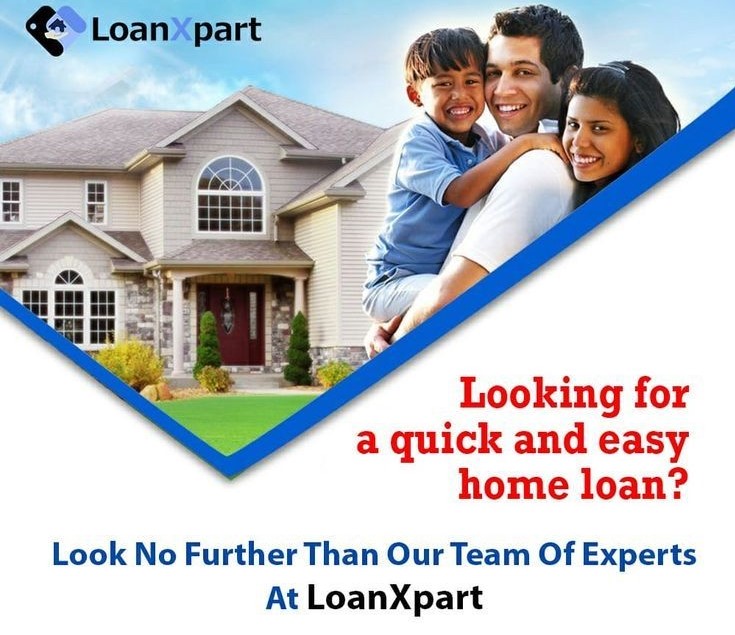 LoanXpart
Looking for
a quick and easy
home loan?
Look No Further Than Our Team Of Experts
At LoanXpart